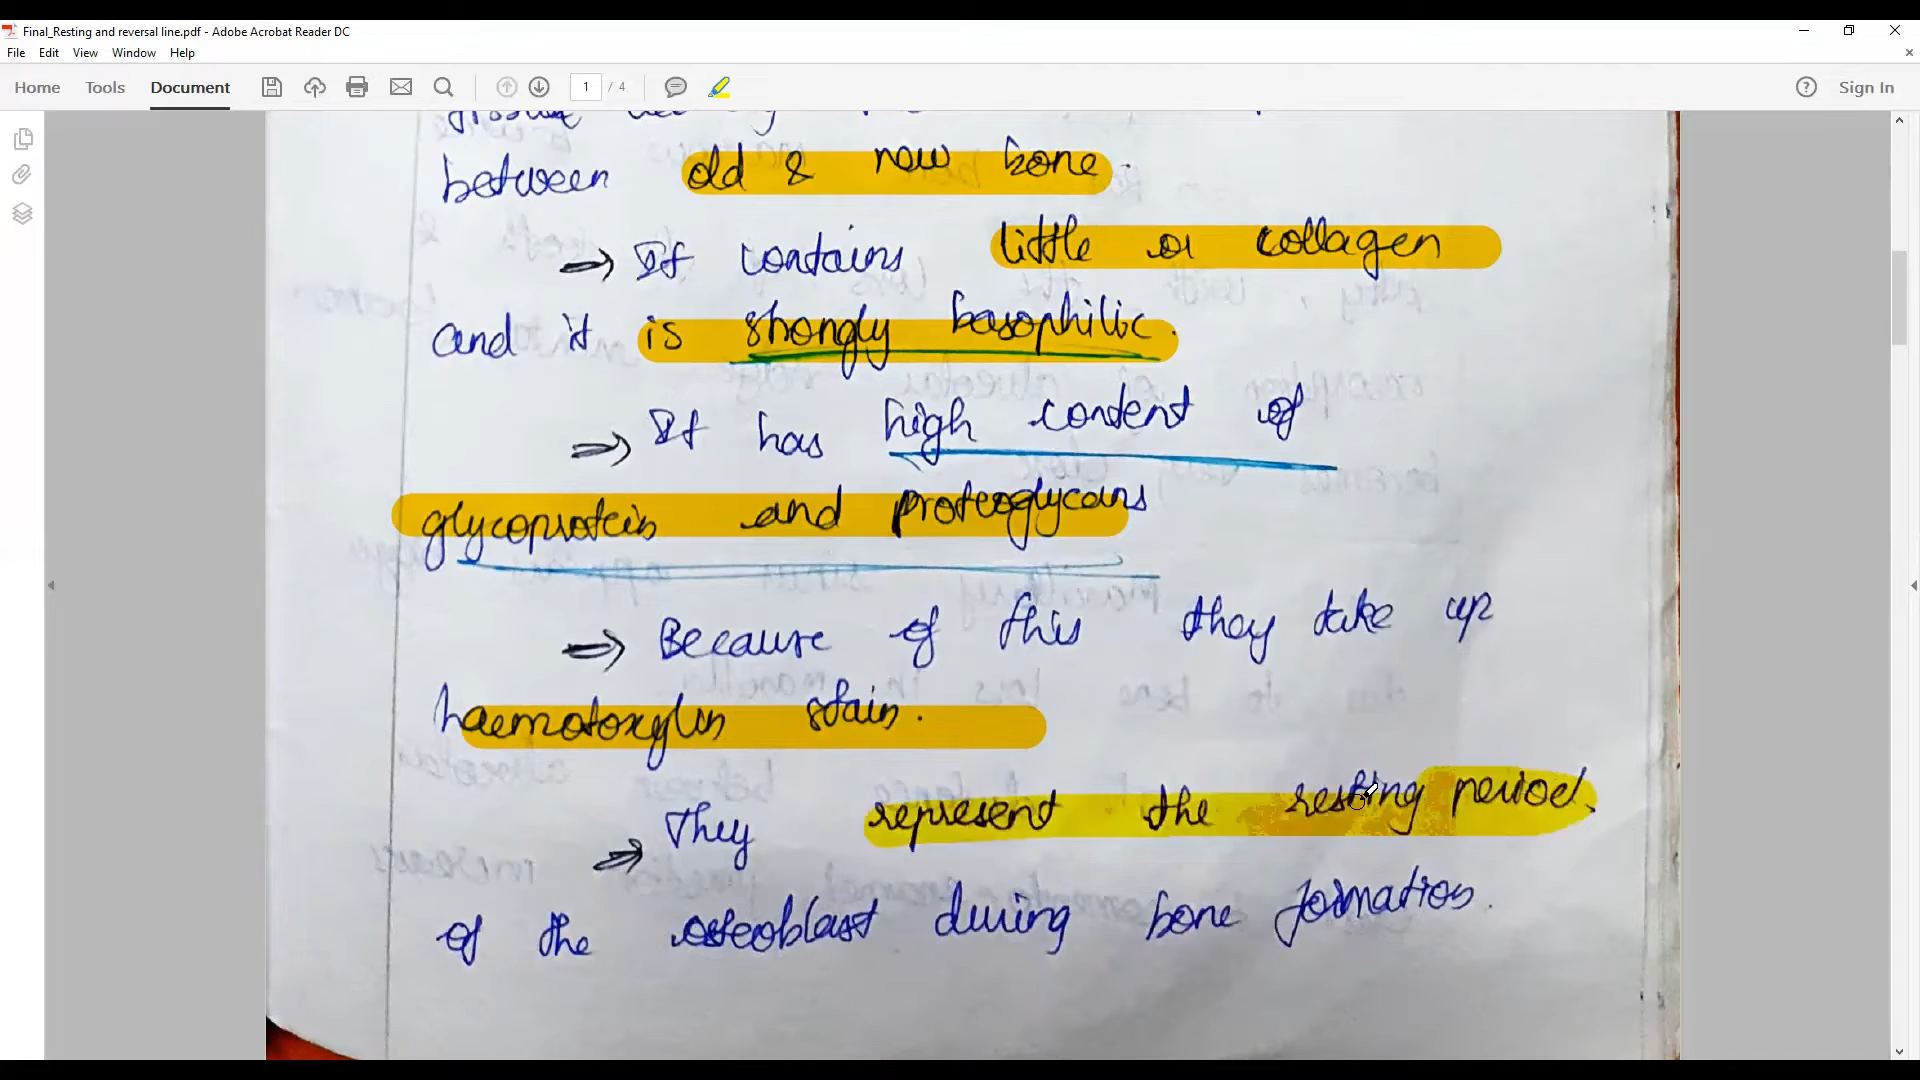 Final_Resting and reversal line.pdf - Adobe Acrobat Reader DC
File Edit View Window Help
Home Tools Document 1 / 4 Sign In
between old & new bone.
⇒ It contains little or collagen
and it is strongly basophilic.
⇒ It has high content of
glycoprotein and proteoglycans
⇒ Because of this they take up
haemotoxylin stain.
⇒ They represent the resting period.
of the osteoblast during bone formation.